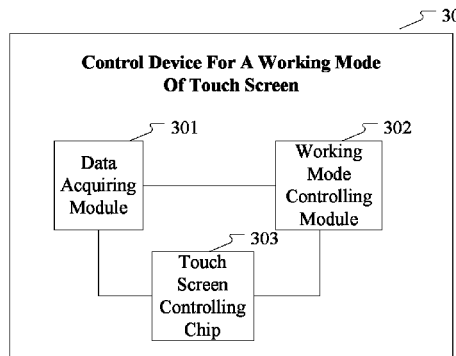 Control Device For A Working Mode
Of Touch Screen
301
302
Data
Acquiring
Module
Working
Mode
Controlling
Module
303
Touch
Screen
Controlling
Chip